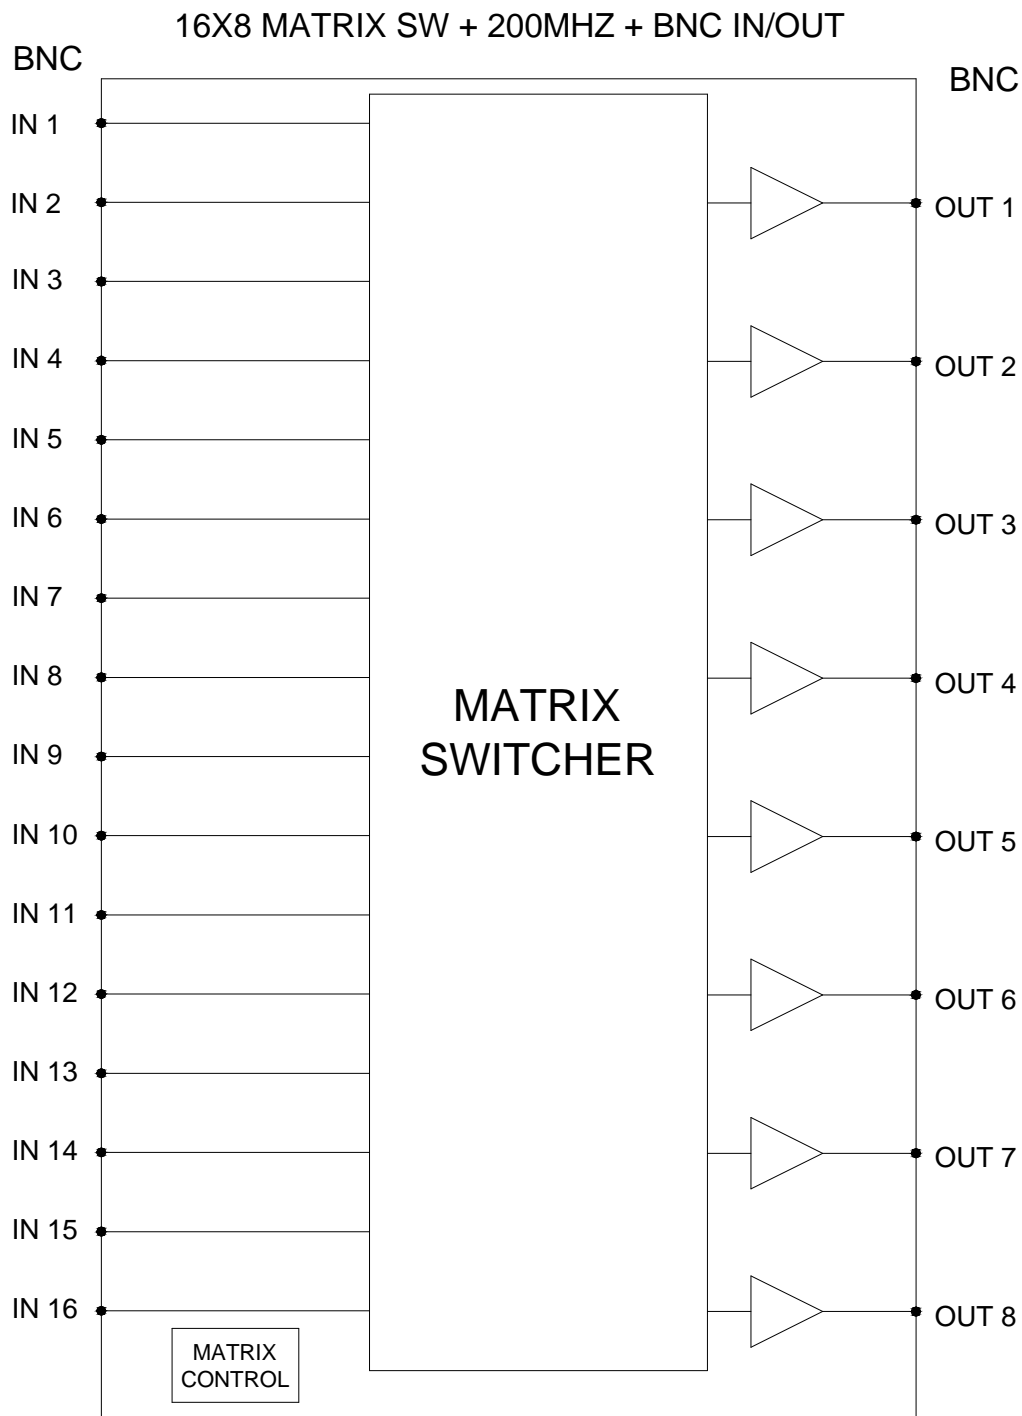 16X8 MATRIX SW + 200MHZ + BNC IN/OUT
BNC
BNC
IN 1
IN 2
IN 3
IN 4
IN 5
IN 6
IN 7
IN 8
IN 9
IN 10
IN 11
IN 12
IN 13
IN 14
IN 15
IN 16
MATRIX
SWITCHER
MATRIX
CONTROL
OUT 1
OUT 2
OUT 3
OUT 4
OUT 5
OUT 6
OUT 7
OUT 8